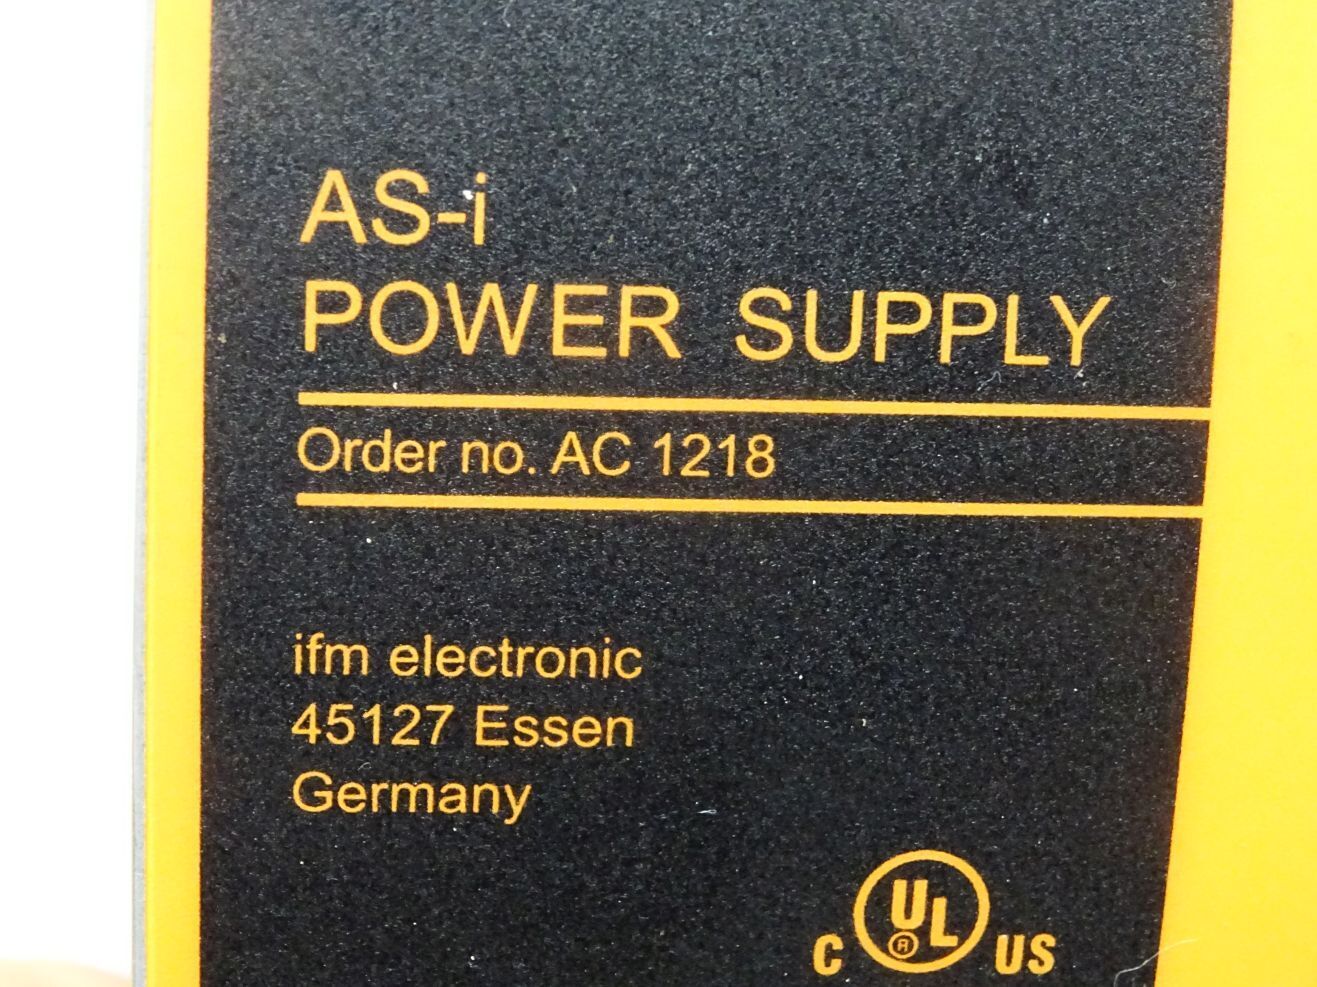 AS-i
POWER SUPPLY
Order no. AC 1218
ifm electronic
45127 Essen
Germany
C UL ® US